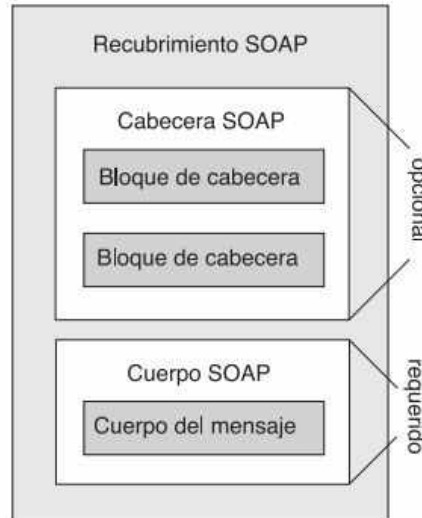 Recubrimiento SOAP
Cabecera SOAP
Bloque de cabecera
Bloque de cabecera
opcional
Cuerpo SOAP
Cuerpo del mensaje
requerido